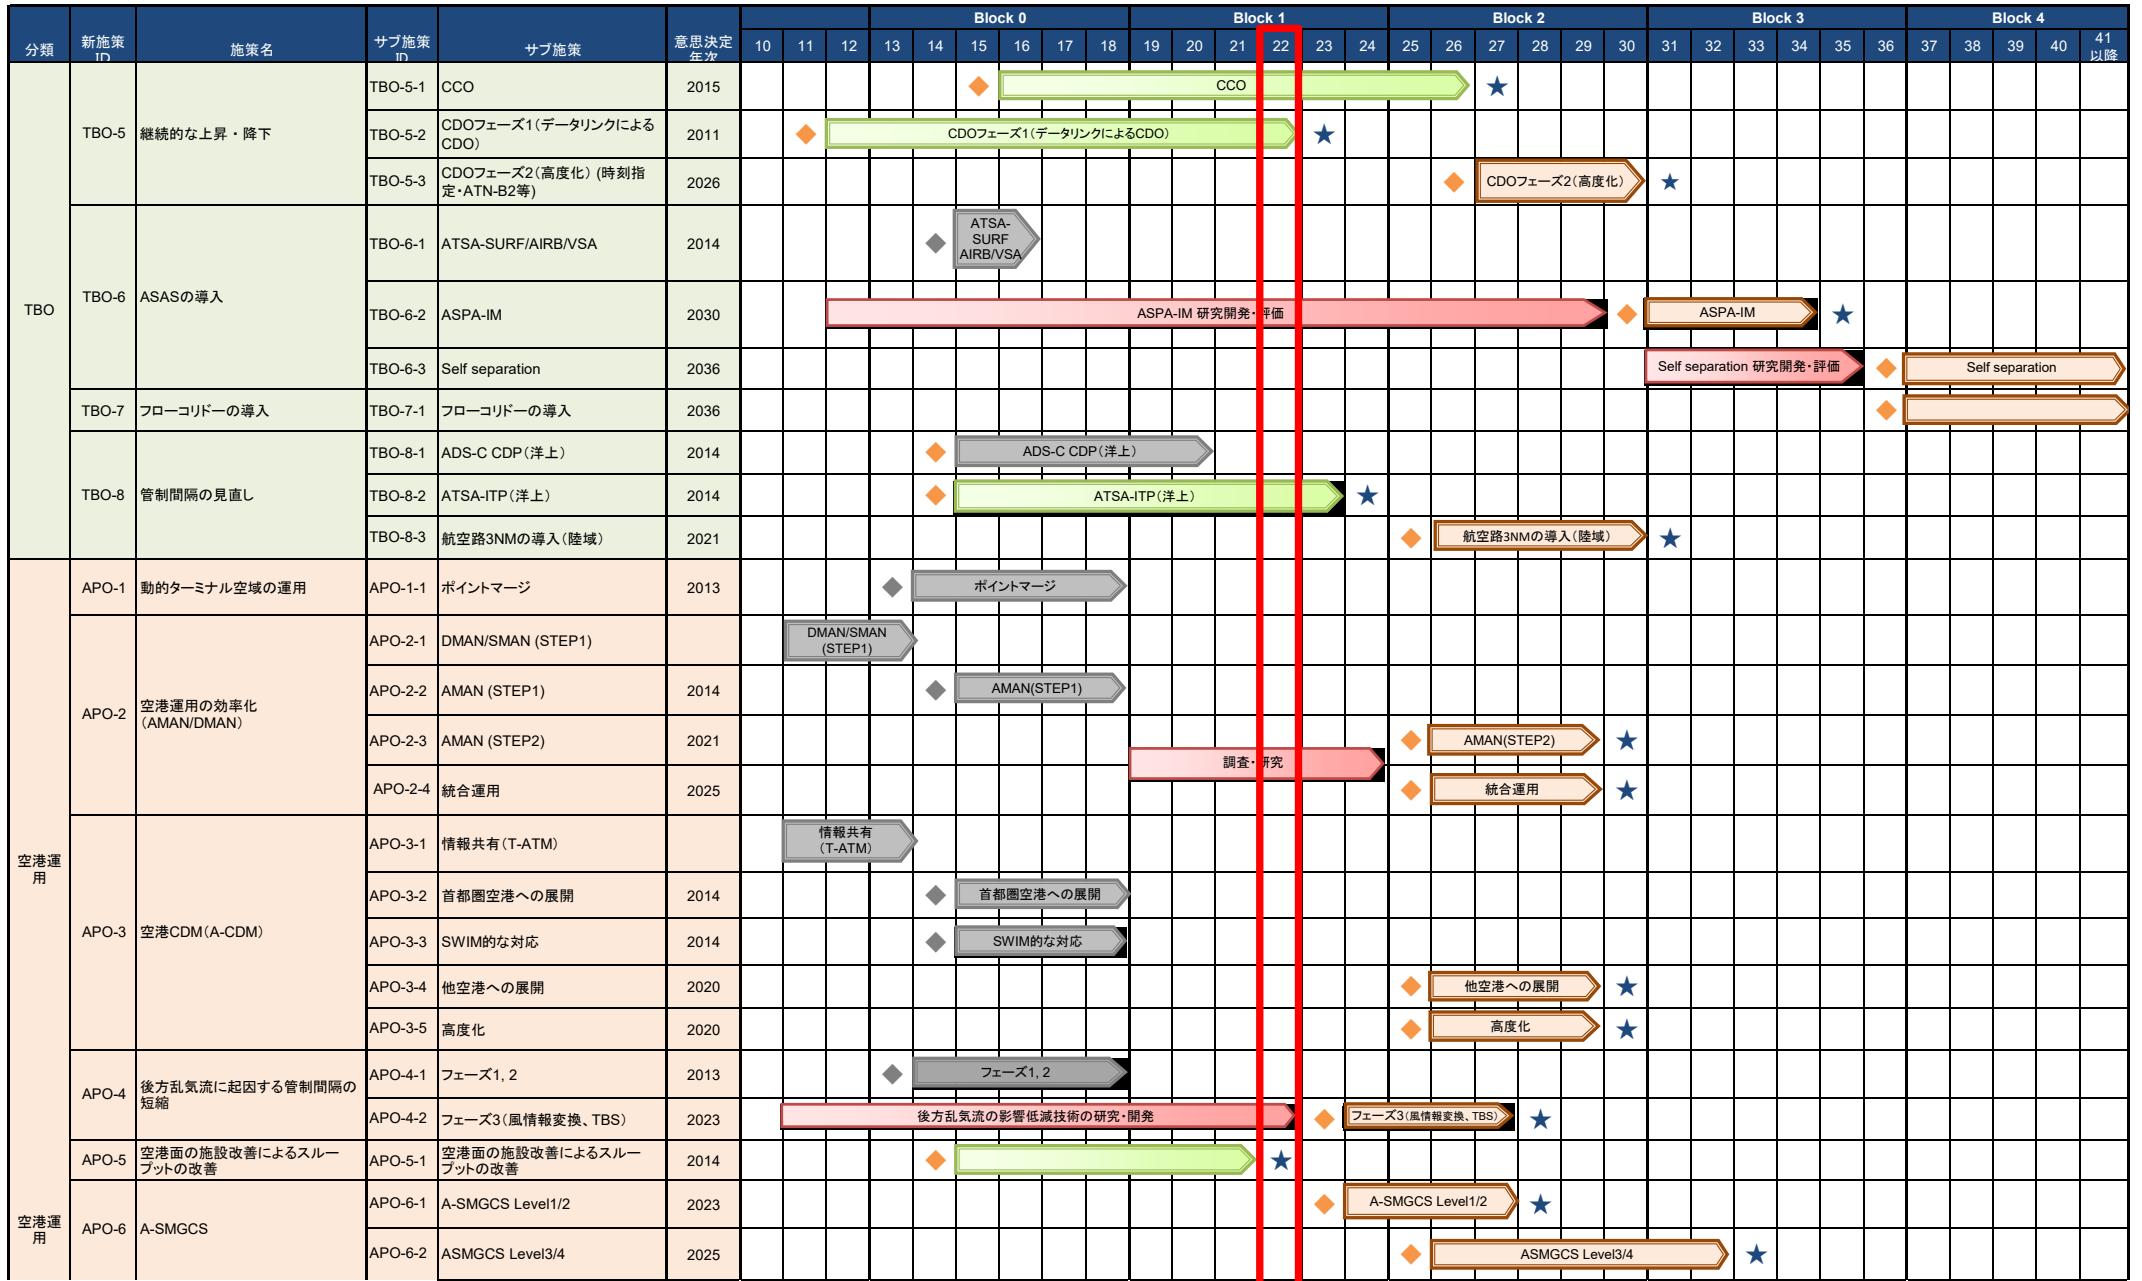 Block 0 Block 1 Block 2 Block 3 Block 4
分類 新施策ID 施策名 サブ施策ID サブ施策 意思決定年次 10 11 12 13 14 15 16 17 18 19 20 21 22 23 24 25 26 27 28 29 30 31 32 33 34 35 36 37 38 39 40 41以降
TBO
TBO-5 継続的な上昇・降下
TBO-5-1 CCO 2015 CCO
TBO-5-2 CDOフェーズ1（データリンクによる
CDO） 2011 CDOフェーズ1（データリンクによるCDO）
TBO-5-3 CDOフェーズ2（高度化） (時刻指
定・ATN-B2等) 2026 CDOフェーズ2（高度化）
TBO-6 ASASの導入
TBO-6-1 ATSA-SURF/AIRB/VSA 2014
ATSA-
SURF
AIRB/VSA
TBO-6-2 ASPA-IM 2030 ASPA-IM 研究開発・評価 ASPA-IM
TBO-6-3 Self separation 2036 Self separation 研究開発・評価 Self separation
TBO-7 フローコリドーの導入 TBO-7-1 フローコリドーの導入 2036
TBO-8 管制間隔の見直し
TBO-8-1 ADS-C CDP（洋上） 2014 ADS-C CDP（洋上）
TBO-8-2 ATSA-ITP（洋上） 2014 ATSA-ITP（洋上）
TBO-8-3 航空路3NMの導入（陸域） 2021 航空路3NMの導入（陸域）
空港運
用
APO-1 動的ターミナル空域の運用 APO-1-1 ポイントマージ 2013 ポイントマージ
APO-2 空港運用の効率化
（AMAN/DMAN）
APO-2-1 DMAN/SMAN (STEP1)
DMAN/SMAN
(STEP1)
APO-2-2 AMAN (STEP1) 2014 AMAN(STEP1)
APO-2-3 AMAN (STEP2) 2021 AMAN(STEP2)
調査・研究
APO-2-4 統合運用 2025 統合運用
APO-3 空港CDM（A-CDM）
APO-3-1 情報共有（T-ATM）
情報共有
（T-ATM）
APO-3-2 首都圏空港への展開 2014 首都圏空港への展開
APO-3-3 SWIM的な対応 2014 SWIM的な対応
APO-3-4 他空港への展開 2020 他空港への展開
APO-3-5 高度化 2020 高度化
APO-4 後方乱気流に起因する管制間隔の
短縮
APO-4-1 フェーズ1, 2 2013 フェーズ1, 2
APO-4-2 フェーズ3（風情報変換、TBS） 2023 後方乱気流の影響低減技術の研究・開発 フェーズ3（風情報変換、TBS）
APO-5 空港面の施設改善によるスルー
プットの改善
APO-5-1 空港面の施設改善によるスルー
プットの改善 2014
空港運
用
APO-6 A-SMGCS
APO-6-1 A-SMGCS Level1/2 2023 A-SMGCS Level1/2
APO-6-2 ASMGCS Level3/4 2025 ASMGCS Level3/4